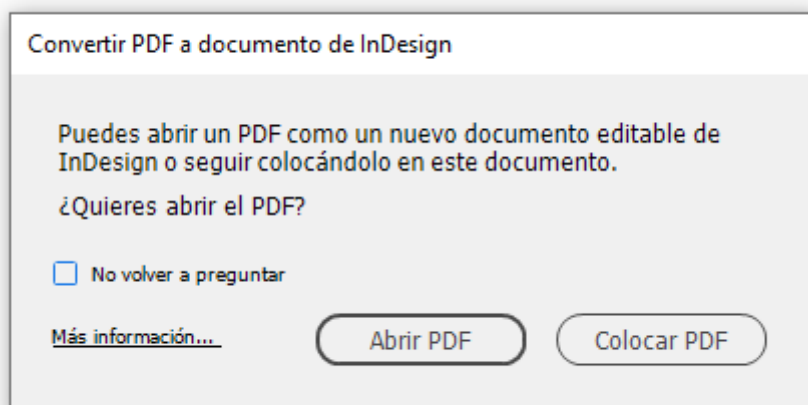 Convertir PDF a documento de InDesign
Puedes abrir un PDF como un nuevo documento editable de
InDesign o seguir colocándolo en este documento.
¿Quieres abrir el PDF?
No volver a preguntar
Más información...
Abrir PDF
Colocar PDF